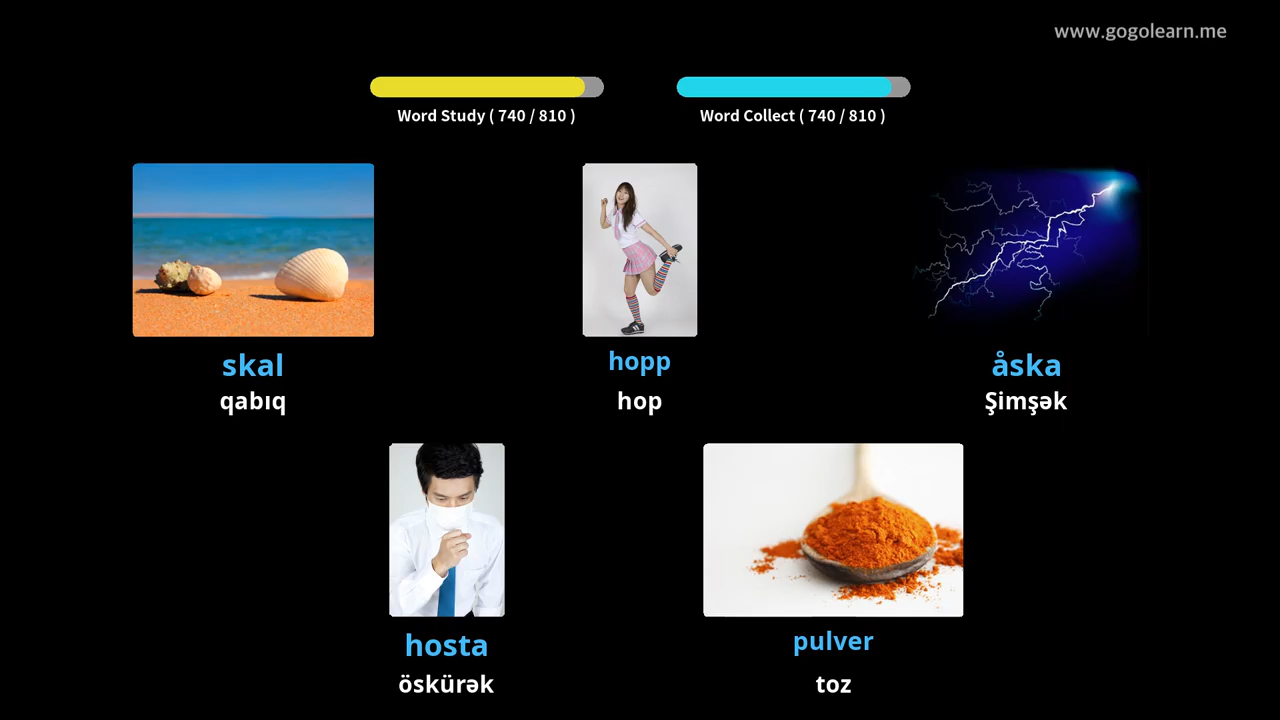 www.gogolearn.me
Word Study ( 740 / 810 )
Word Collect ( 740 / 810 )
skal
qabıq
hopp
hop
åska
Şimşək
hosta
öskürək
pulver
toz